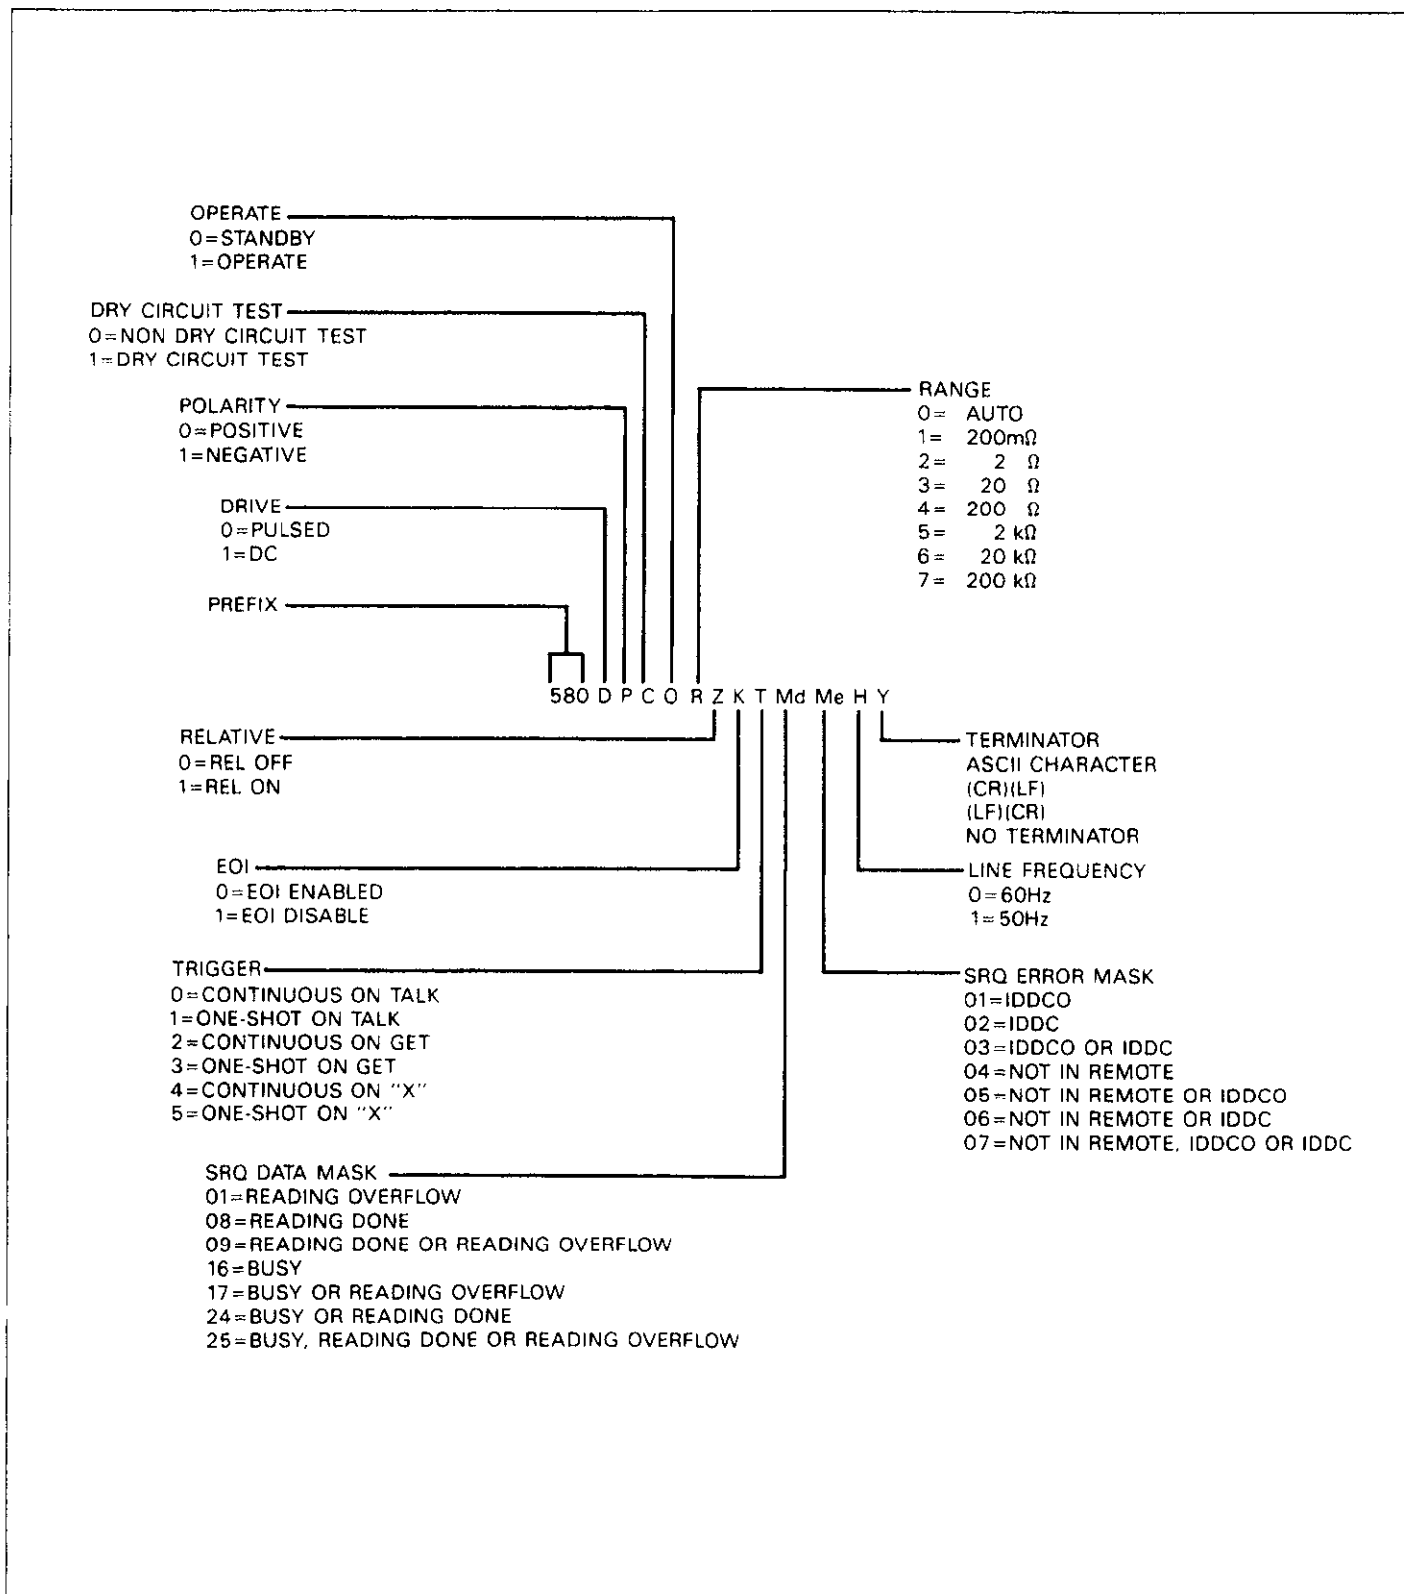 OPERATE
0=STANDBY
1=OPERATE
DRY CIRCUIT TEST
0=NON DRY CIRCUIT TEST
1=DRY CIRCUIT TEST
POLARITY
0=POSITIVE
1=NEGATIVE
DRIVE
0=PULSED
1=DC
PREFIX
RANGE
0= AUTO
1= 200mΩ
2= 2 Ω
3= 20 Ω
4= 200 Ω
5= 2 kΩ
6= 20 kΩ
7= 200 kΩ
580 D P C O R Z K T Md Me H Y
RELATIVE
0=REL OFF
1=REL ON
EOI
0=EOI ENABLED
1=EOI DISABLE
TRIGGER
0=CONTINUOUS ON TALK
1=ONE-SHOT ON TALK
2=CONTINUOUS ON GET
3=ONE-SHOT ON GET
4=CONTINUOUS ON "X"
5=ONE-SHOT ON "X"
SRQ DATA MASK
01=READING OVERFLOW
08=READING DONE
09=READING DONE OR READING OVERFLOW
16=BUSY
17=BUSY OR READING OVERFLOW
24=BUSY OR READING DONE
25=BUSY, READING DONE OR READING OVERFLOW
TERMINATOR
ASCII CHARACTER
(CR)(LF)
(LF)(CR)
NO TERMINATOR
LINE FREQUENCY
0=60Hz
1=50Hz
SRQ ERROR MASK
01=IDDCO
02=IDDC
03=IDDCO OR IDDC
04=NOT IN REMOTE
05=NOT IN REMOTE OR IDDCO
06=NOT IN REMOTE OR IDDC
07=NOT IN REMOTE, IDDCO OR IDDC